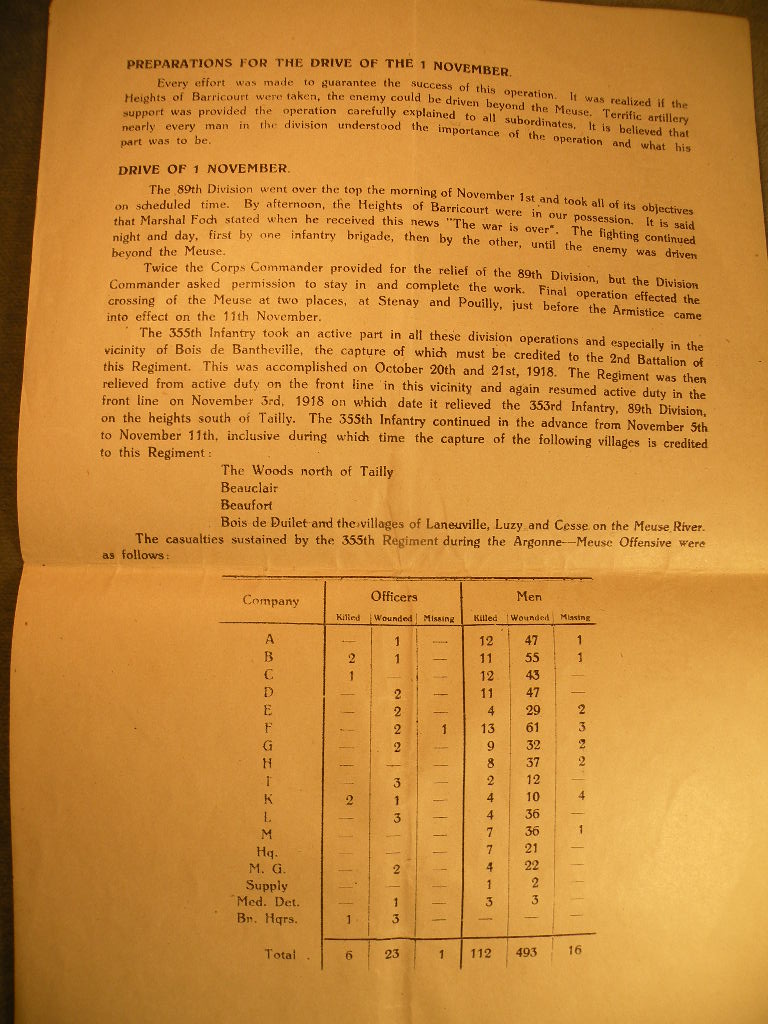 PREPARATIONS FOR THE DRIVE OF THE 1 NOVEMBER.
Every effort was made to guarantee the success of this operation. It was realized if the
Heights of Barricourt were taken, the enemy could be driven beyond the Meuse. Terrific artillery
support was provided the operation carefully explained to all subordinates. It is believed that
nearly every man in the division understood the importance of the operation and what his
part was to be.
DRIVE OF 1 NOVEMBER.
The 89th Division went over the top the morning of November 1st and took all of its objectives
on scheduled time. By afternoon, the Heights of Barricourt were in our possession. It is said
that Marshal Foch stated when he received this news "The war is over". The fighting continued
night and day, first by one infantry brigade, then by the other, until the enemy was driven
beyond the Meuse.
Twice the Corps Commander provided for the relief of the 89th Division, but the Division
Commander asked permission to stay in and complete the work. Final operation effected the
crossing of the Meuse at two places, at Stenay and Pouilly, just before the Armistice came
into effect on the 11th November.
The 355th Infantry took an active part in all these division operations and especially in the
vicinity of Bois de Bantheville, the capture of which must be credited to the 2nd Battalion of
this Regiment. This was accomplished on October 20th and 21st, 1918. The Regiment was then
relieved from active duty on the front line in this vicinity and again resumed active duty in the
front line on November 3rd, 1918 on which date it relieved the 353rd Infantry, 89th Division,
on the heights south of Tailly. The 355th Infantry continued in the advance from November 5th
to November 11th, inclusive during which time the capture of the following villages is credited
to this Regiment:
The Woods north of Tailly
Beauclair
Beaufort
Bois de Duilet and the villages of Laneuville, Luzy and Cesse on the Meuse River.
The casualties sustained by the 355th Regiment during the Argonne—Meuse Offensive were
as follows:
Company Officers Men
Killed Wounded Missing Killed Wounded Missing
A — 1 12 47 1
B 2 1 — 11 55 1
C 1 — — 12 43 —
D — 2 — 11 47 —
E — 2 — 4 29 2
F — 2 1 13 61 3
G — 2 — 9 32 2
H — — — 8 37 2
I — 3 — 2 12 —
K 2 1 — 4 10 4
L — 3 — 4 36 —
M — — — 7 36 1
Hq. — — — 7 21 —
M. G. — 2 — 4 22 —
Supply — — — 1 2 —
Med. Det. — 1 — 3 3 —
Br. Hqrs. 1 3 — — — —
Total . 6 23 1 112 493 16